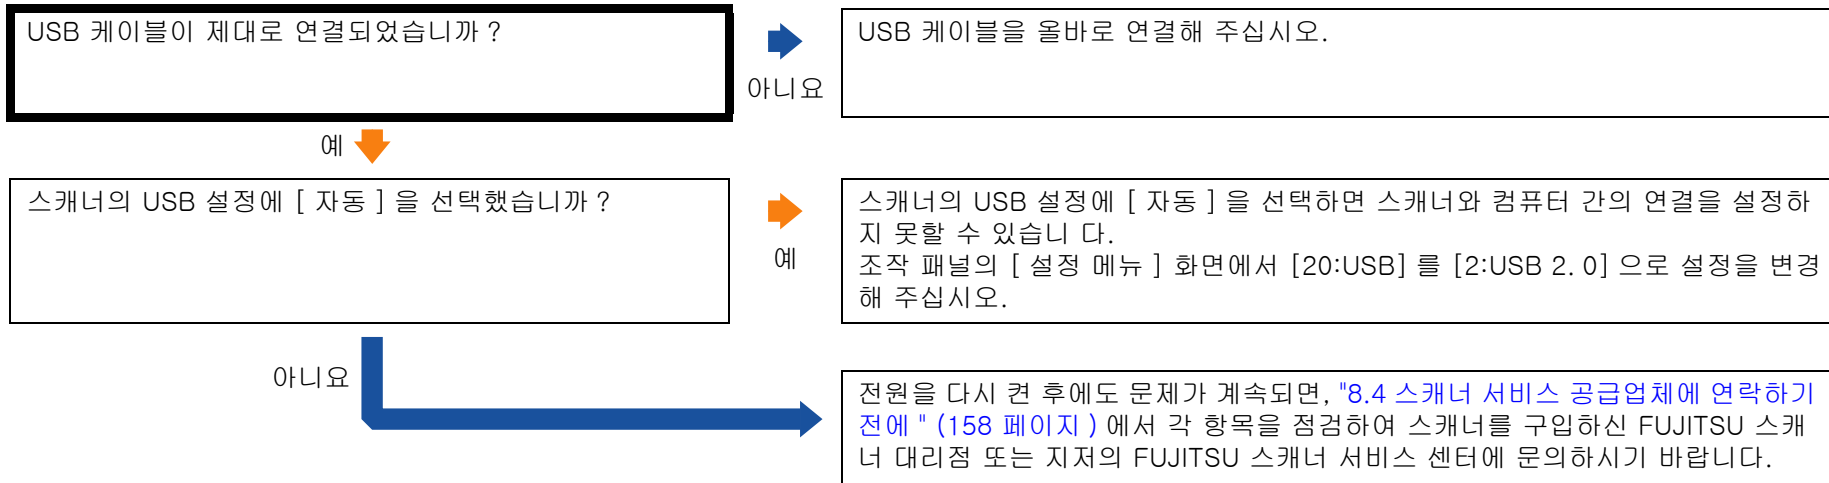 USB 케이블이 제대로 연결되었습니까 ?
아니요
USB 케이블을 올바로 연결해 주십시오.
예
스캐너의 USB 설정에 [ 자동 ] 을 선택했습니까 ?
예
스캐너의 USB 설정에 [ 자동 ] 을 선택하면 스캐너와 컴퓨터 간의 연결을 설정하
지 못할 수 있습니 다.
조작 패널의 [ 설정 메뉴 ] 화면에서 [20:USB] 를 [2:USB 2. 0] 으로 설정을 변경
해 주십시오.
아니요
전원을 다시 켠 후에도 문제가 계속되면, "8.4 스캐너 서비스 공급업체에 연락하기
전에 " (158 페이지 ) 에서 각 항목을 점검하여 스캐너를 구입하신 FUJITSU 스캐
너 대리점 또는 지저의 FUJITSU 스캐너 서비스 센터에 문의하시기 바랍니다.